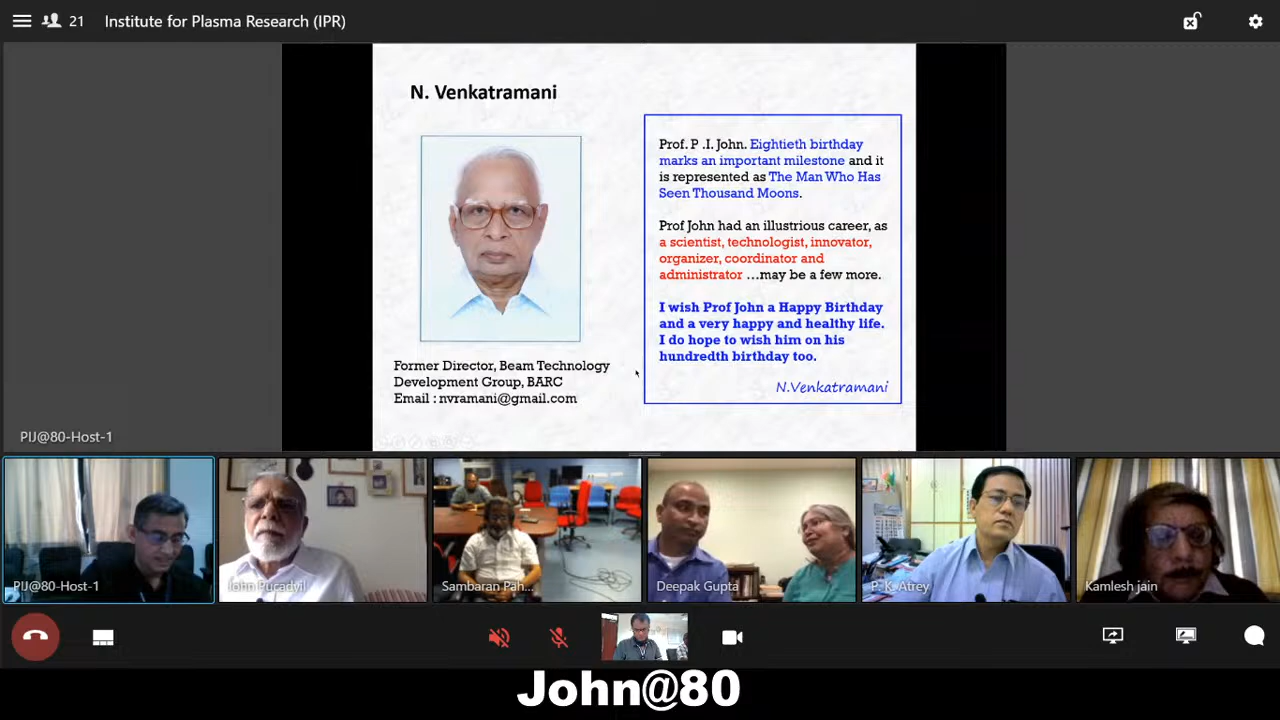 21 Institute for Plasma Research (IPR)
N. Venkatramani
Prof. P .I. John. Eightieth birthday
marks an important milestone and it
is represented as The Man Who Has
Seen Thousand Moons.
Prof John had an illustrious career, as
a scientist, technologist, innovator,
organizer, coordinator and
administrator ...may be a few more.
I wish Prof John a Happy Birthday
and a very happy and healthy life.
I do hope to wish him on his
hundredth birthday too.
N.Venkatramani
Former Director, Beam Technology
Development Group, BARC
Email : nvramani@gmail.com
PIJ@80-Host-1
PIJ@80-Host-1
John Pucadyil
Sambaran Pah...
Deepak Gupta
P. K. Atrey
Kamlesh jain
John@80